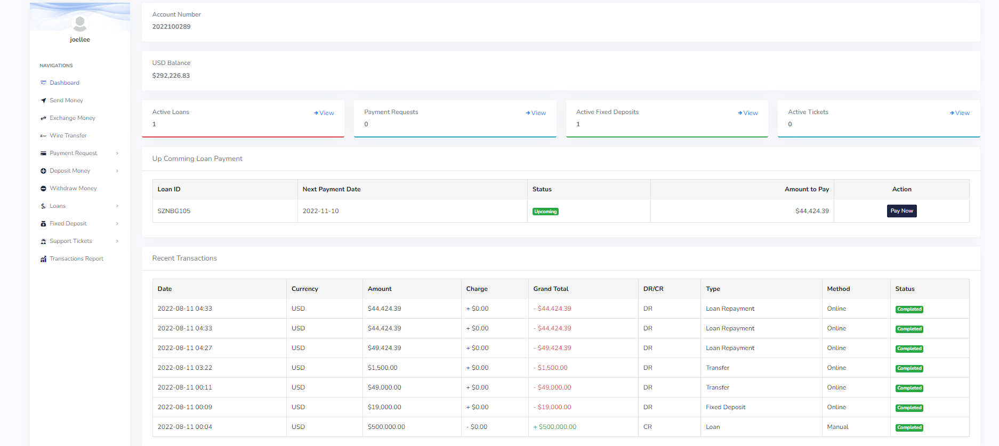 joellee
NAVIGATIONS
Dashboard
Send Money
Exchange Money
Wire Transfer
Payment Request
Deposit Money
Withdraw Money
Loans
Fixed Deposit
Support Tickets
Transactions Report
Account Number
2022100289
USD Balance
$292,226.83
Active Loans View
1
Payment Requests View
0
Active Fixed Deposits View
1
Active Tickets View
0
Up Comming Loan Payment
Loan ID Next Payment Date Status Amount to Pay Action
SZNBG105 2022-11-10 Upcoming $44,424.39 Pay Now
Recent Transactions
Date Currency Amount Charge Grand Total DR/CR Type Method Status
2022-08-11 04:33 USD $44,424.39 + $0.00 - $44,424.39 DR Loan Repayment Online Completed
2022-08-11 04:33 USD $44,424.39 + $0.00 - $44,424.39 DR Loan Repayment Online Completed
2022-08-11 04:27 USD $49,424.39 + $0.00 - $49,424.39 DR Loan Repayment Online Completed
2022-08-11 03:22 USD $1,500.00 + $0.00 - $1,500.00 DR Transfer Online Completed
2022-08-11 00:11 USD $49,000.00 + $0.00 - $49,000.00 DR Transfer Online Completed
2022-08-11 00:09 USD $19,000.00 + $0.00 - $19,000.00 DR Fixed Deposit Online Completed
2022-08-11 00:04 USD $500,000.00 - $0.00 + $500,000.00 CR Loan Manual Completed